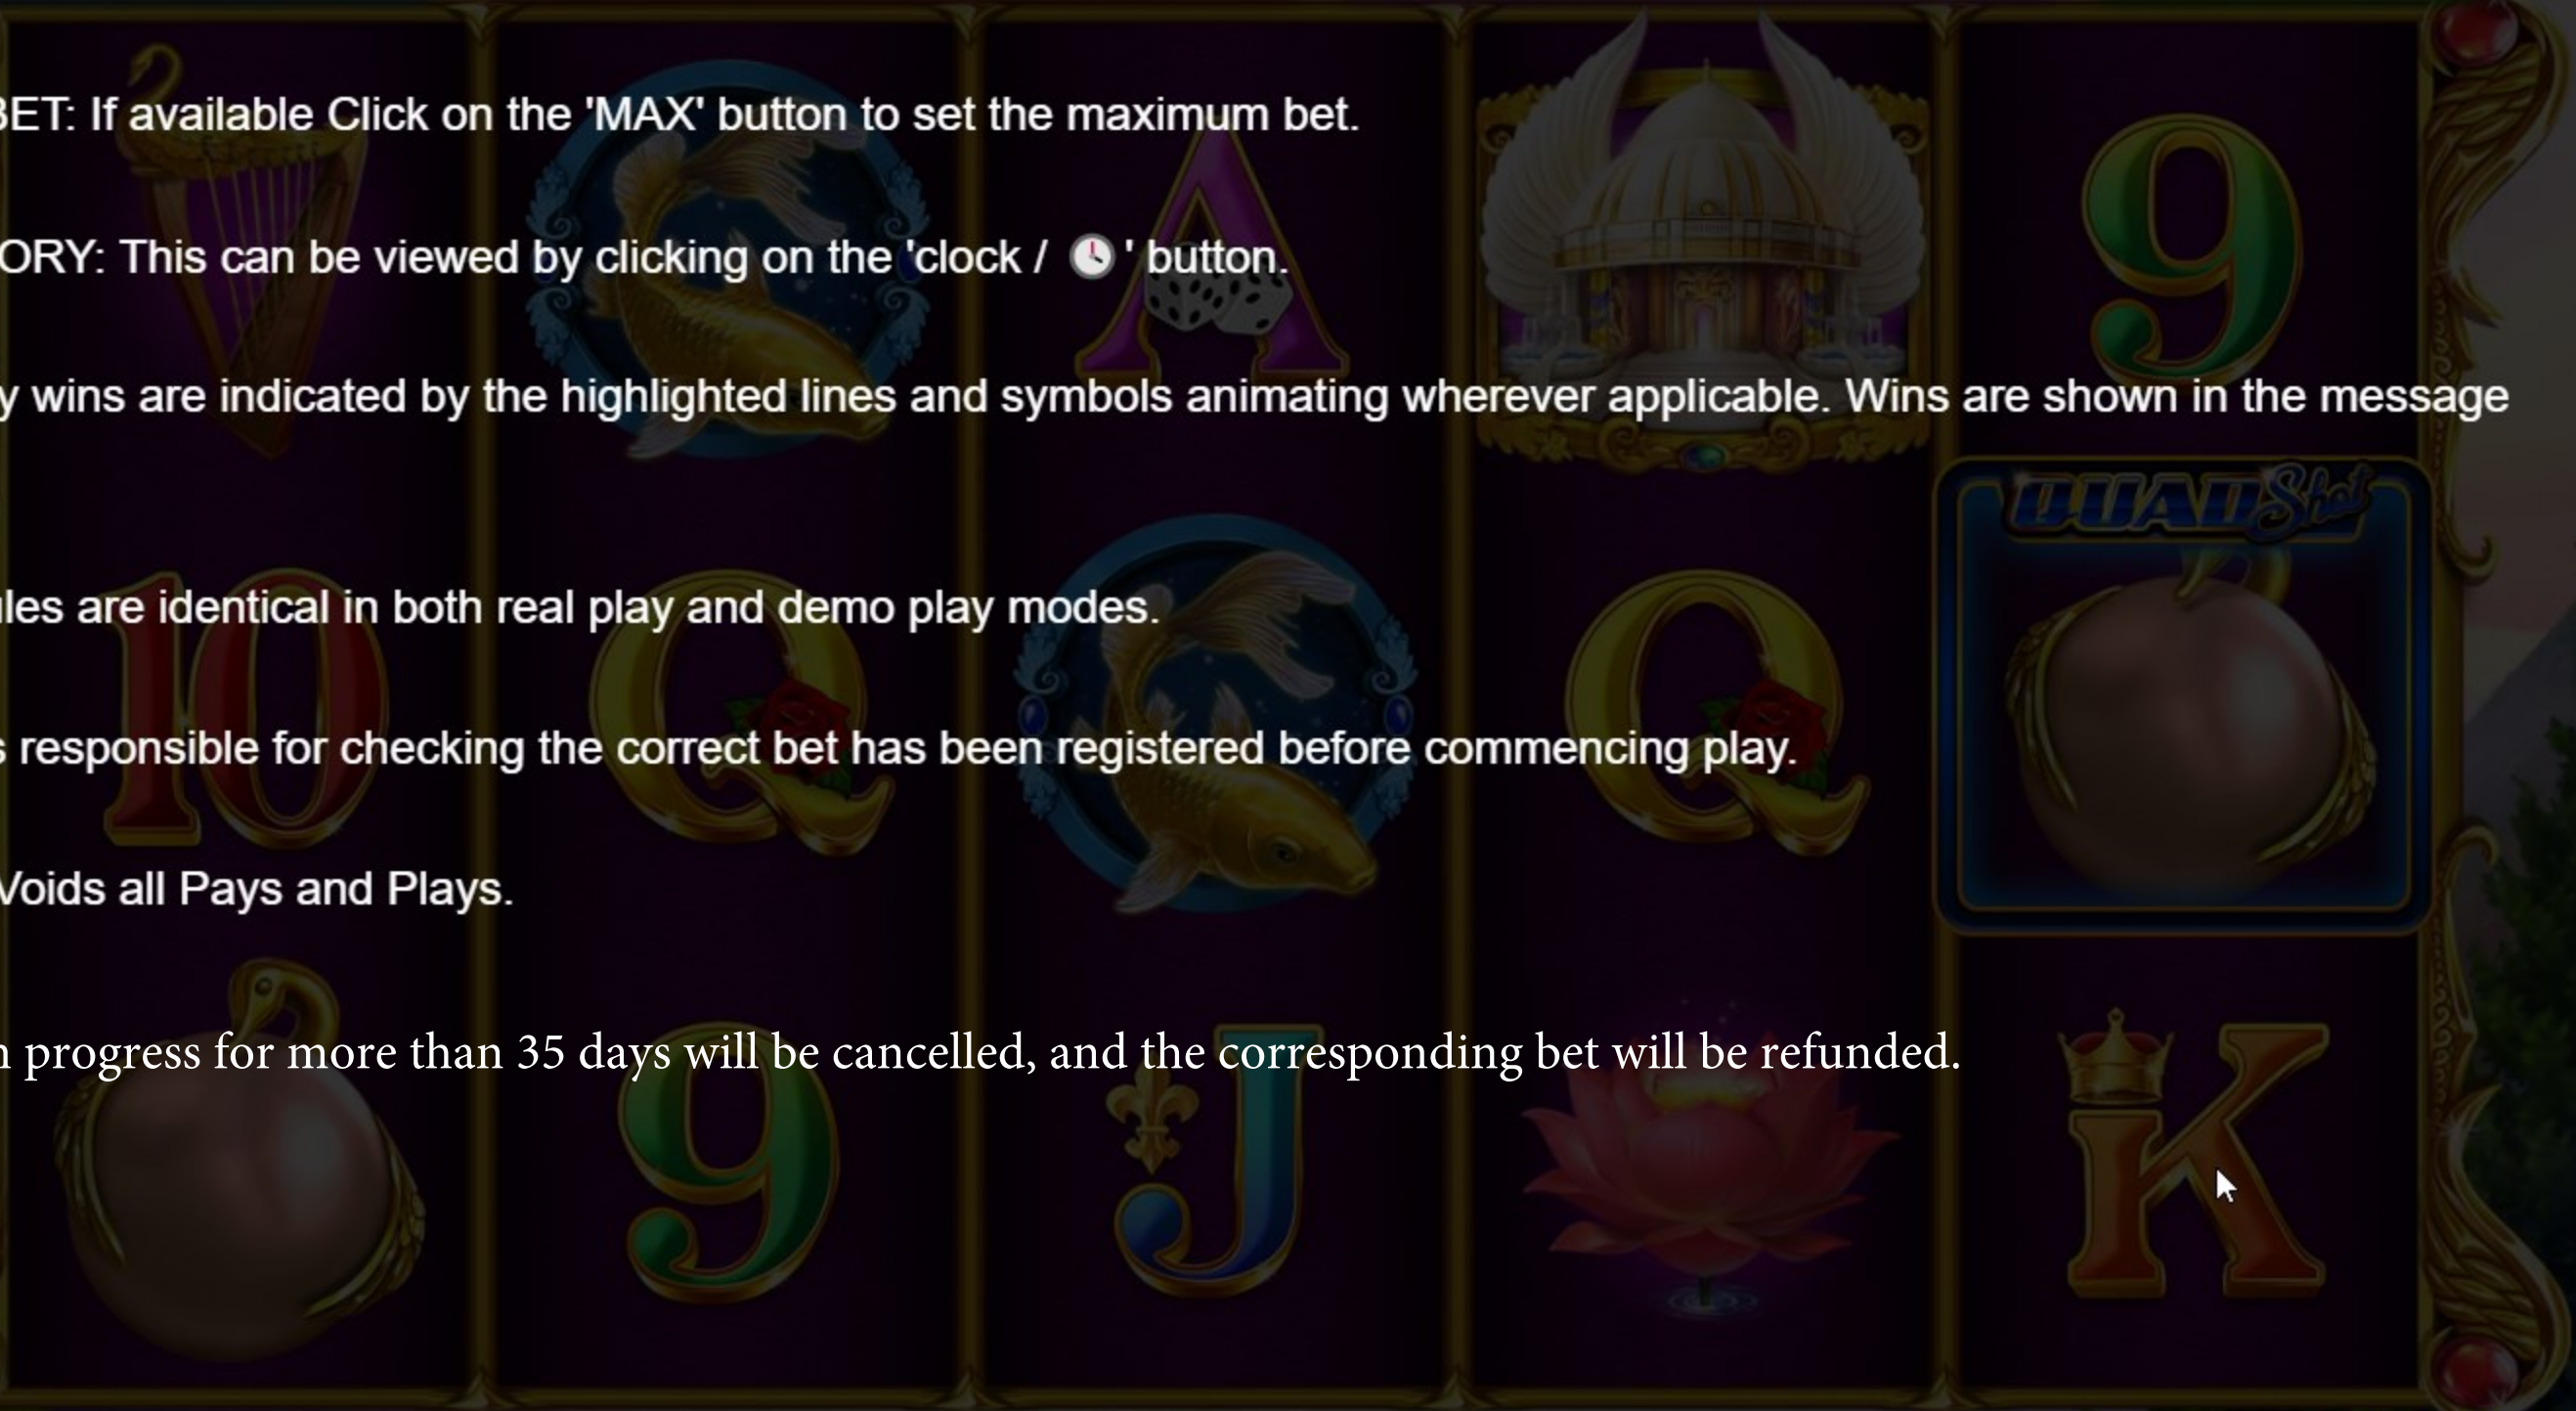 BET: If available Click on the 'MAX' button to set the maximum bet.
ORY: This can be viewed by clicking on the 'clock / 🕓 ' button.
y wins are indicated by the highlighted lines and symbols animating wherever applicable. Wins are shown in the message
ules are identical in both real play and demo play modes.
s responsible for checking the correct bet has been registered before commencing play.
Voids all Pays and Plays.
n progress for more than 35 days will be cancelled, and the corresponding bet will be refunded.
A
9
QUAD Shot
10
Q
Q
9
J
K